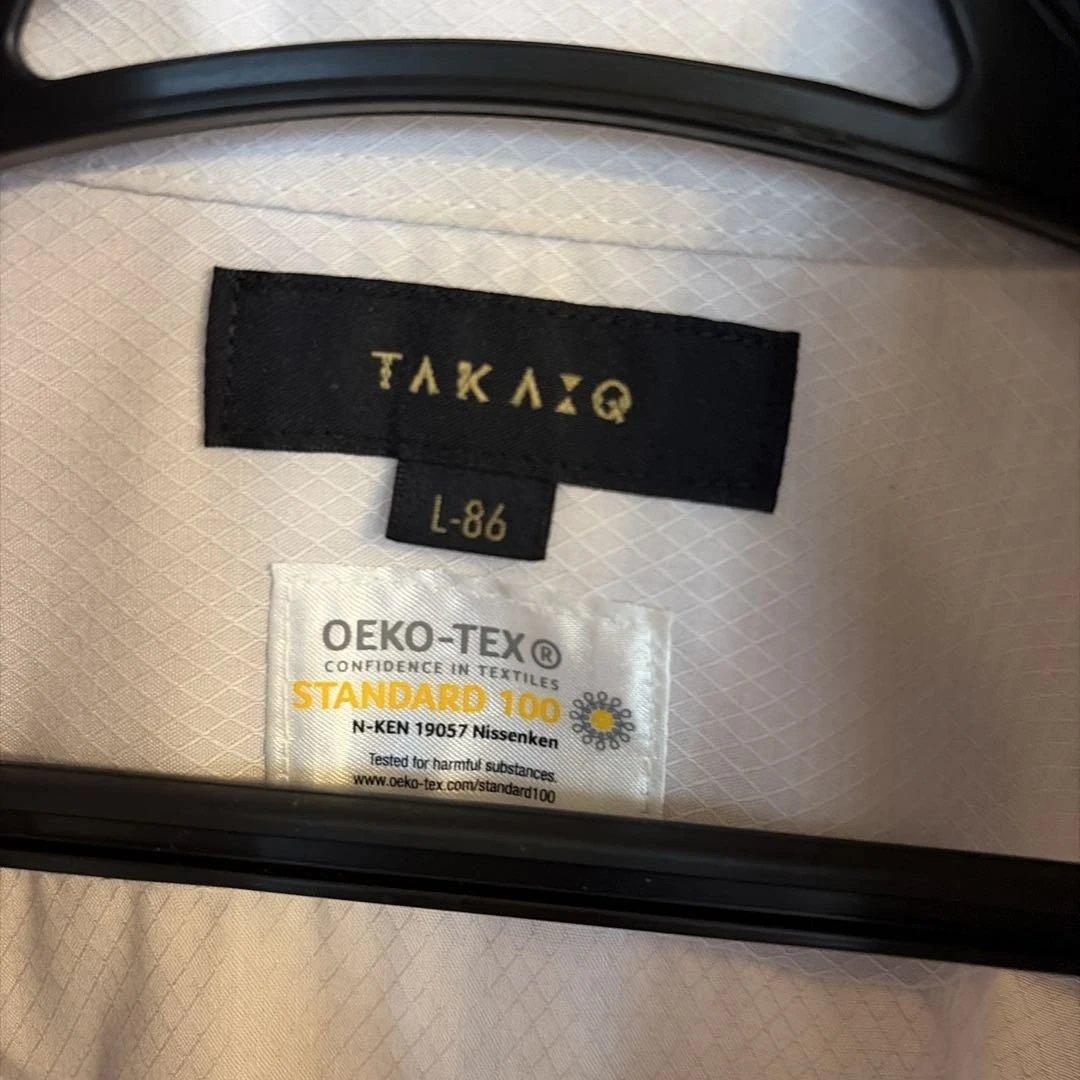 TAKAIQ
L-86
OEKO-TEX®
CONFIDENCE IN TEXTILES
STANDARD 100
N-KEN 19057 Nissenken
Tested for harmful substances.
www.oeko-tex.com/standard100